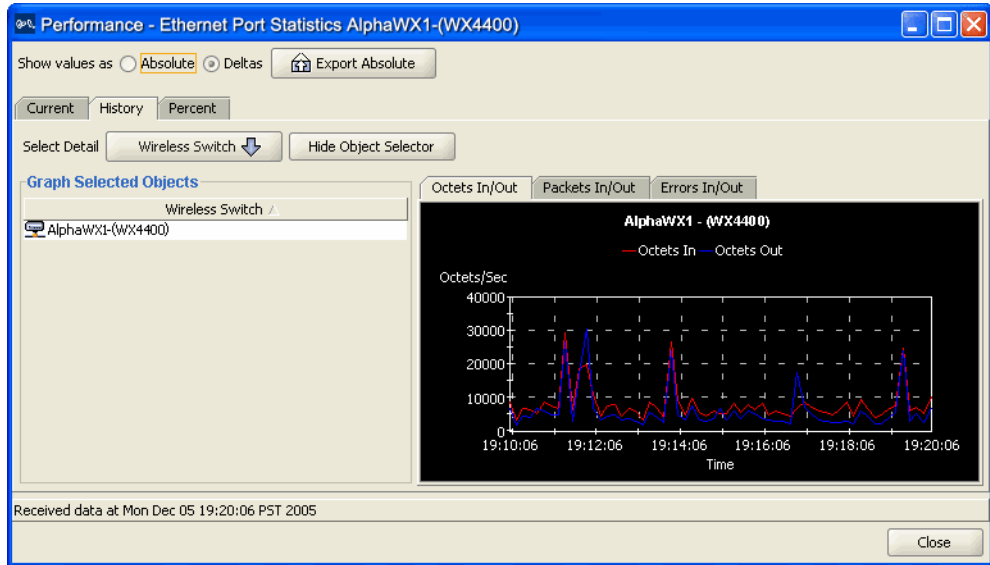 Performance - Ethernet Port Statistics AlphaWX1-(WX4400)
Show values as Absolute Deltas Export Absolute
Current History Percent
Select Detail Wireless Switch Hide Object Selector
Graph Selected Objects
Wireless Switch
AlphaWX1-(WX4400)
Octets In/Out Packets In/Out Errors In/Out
AlphaWX1 - (WX4400)
Octets In Octets Out
Octets/Sec
40000
30000
20000
10000
0
19:10:06 19:12:06 19:14:06 19:16:06 19:18:06 19:20:06
Time
Received data at Mon Dec 05 19:20:06 PST 2005
Close